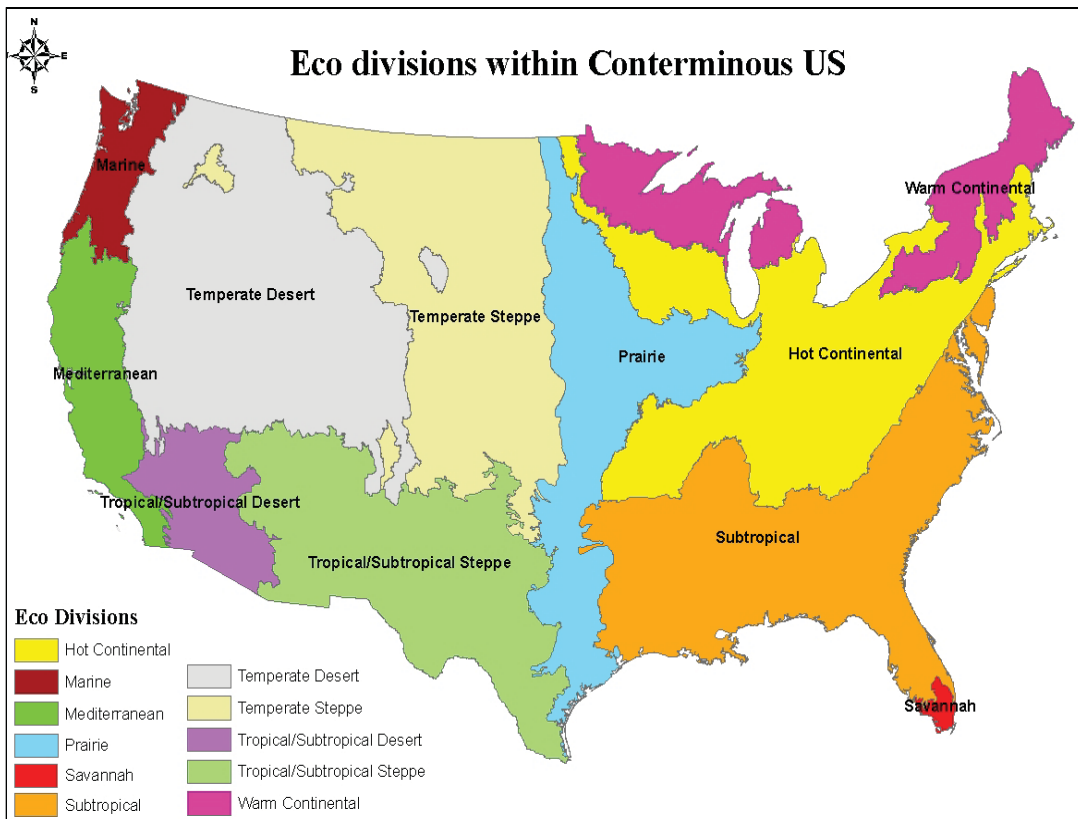 N
E
S
Eco divisions within Conterminous US
Marine
Warm Continental
Temperate Desert
Temperate Steppe
Prairie
Hot Continental
Mediterranean
Tropical/Subtropical Desert
Subtropical
Tropical/Subtropical Steppe
Savannah
Eco Divisions
Hot Continental
Marine
Mediterranean
Prairie
Savannah
Subtropical
Temperate Desert
Temperate Steppe
Tropical/Subtropical Desert
Tropical/Subtropical Steppe
Warm Continental